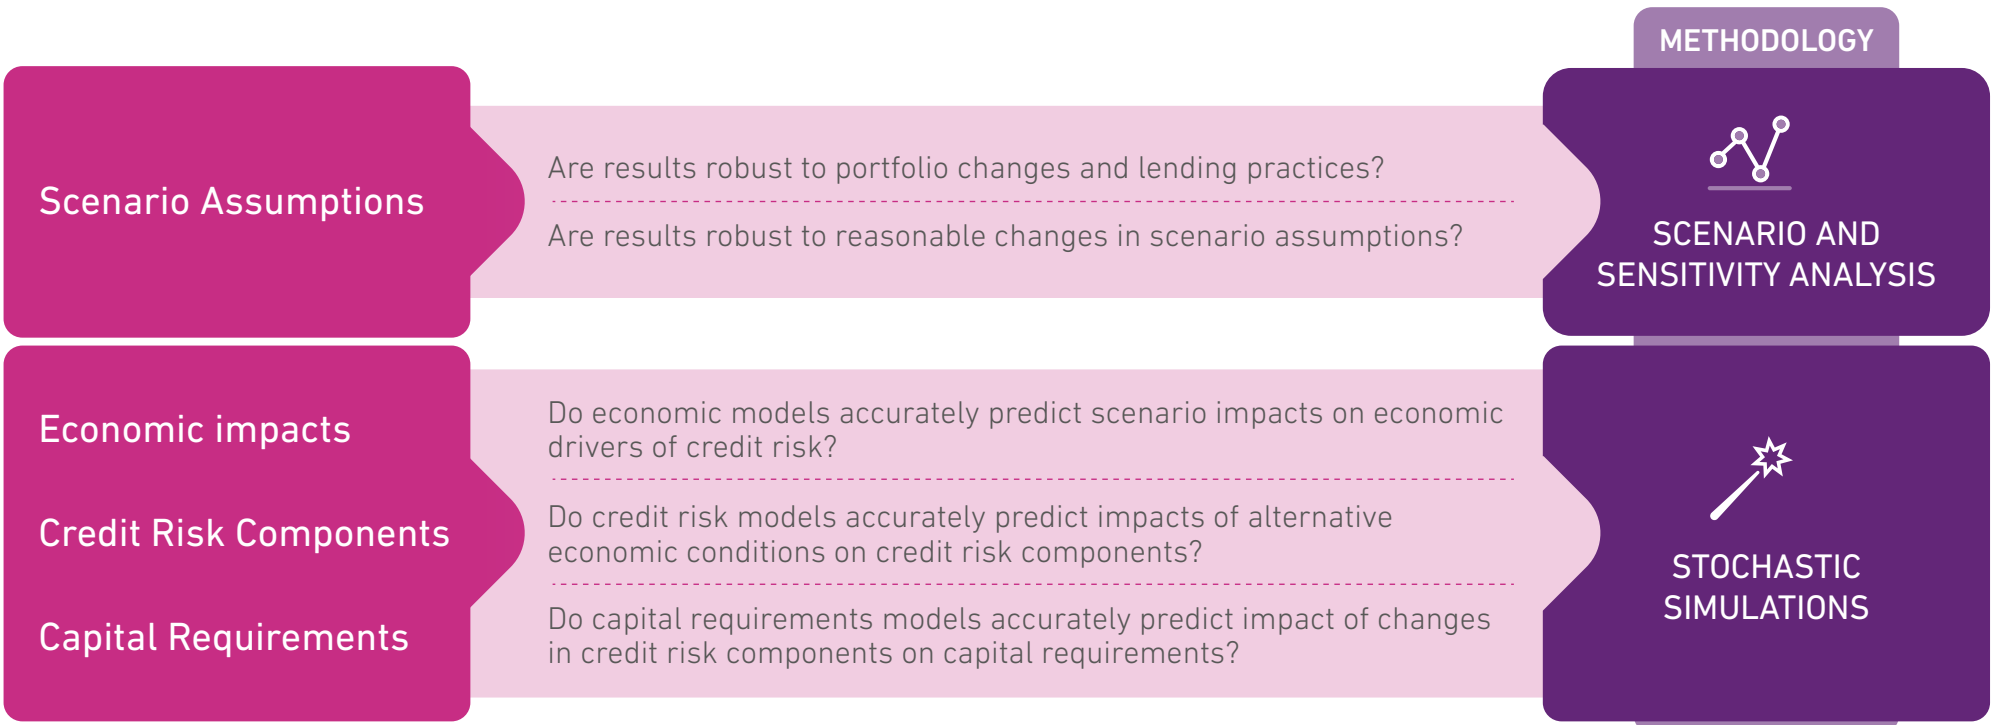 METHODOLOGY
Scenario Assumptions
Are results robust to portfolio changes and lending practices?
Are results robust to reasonable changes in scenario assumptions?
SCENARIO AND
SENSITIVITY ANALYSIS
Economic impacts
Do economic models accurately predict scenario impacts on economic
drivers of credit risk?
Credit Risk Components
Do credit risk models accurately predict impacts of alternative
economic conditions on credit risk components?
Capital Requirements
Do capital requirements models accurately predict impact of changes
in credit risk components on capital requirements?
STOCHASTIC
SIMULATIONS